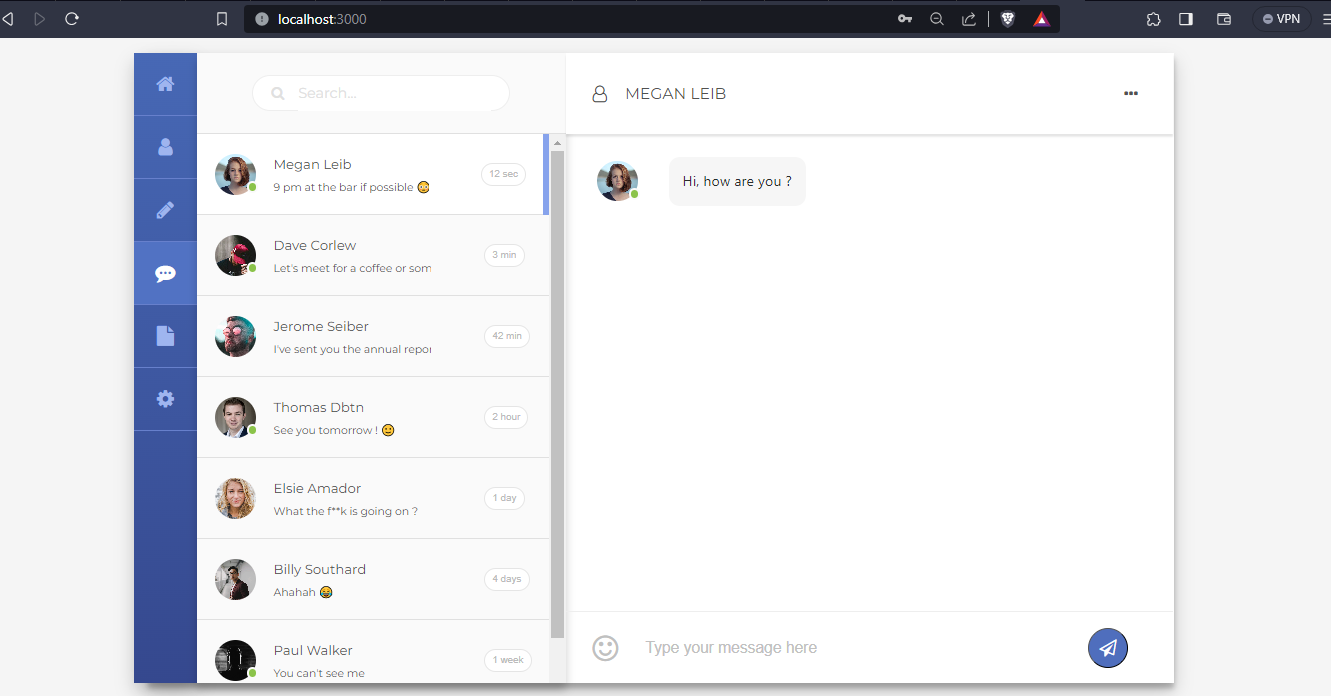 localhost:3000
VPN
Search...
MEGAN LEIB
Megan Leib
9 pm at the bar if possible 😳
12 sec
Hi, how are you ?
Dave Corlew
Let's meet for a coffee or som
3 min
Jerome Seiber
I've sent you the annual repor
42 min
Thomas Dbtn
See you tomorrow ! 🙂
2 hour
Elsie Amador
What the f**k is going on ?
1 day
Billy Southard
Ahahah 😂
4 days
Paul Walker
You can't see me
1 week
Type your message here